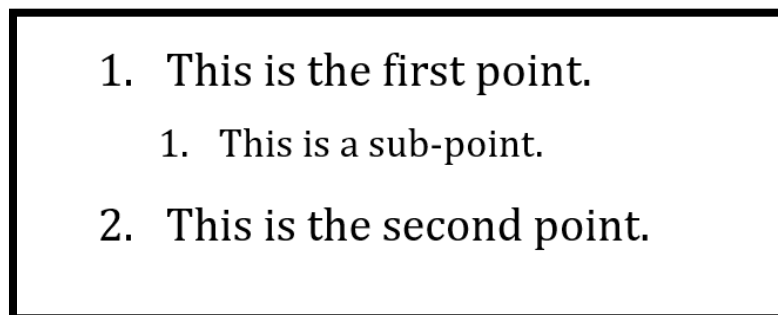 1. This is the first point.
1. This is a sub-point.
2. This is the second point.